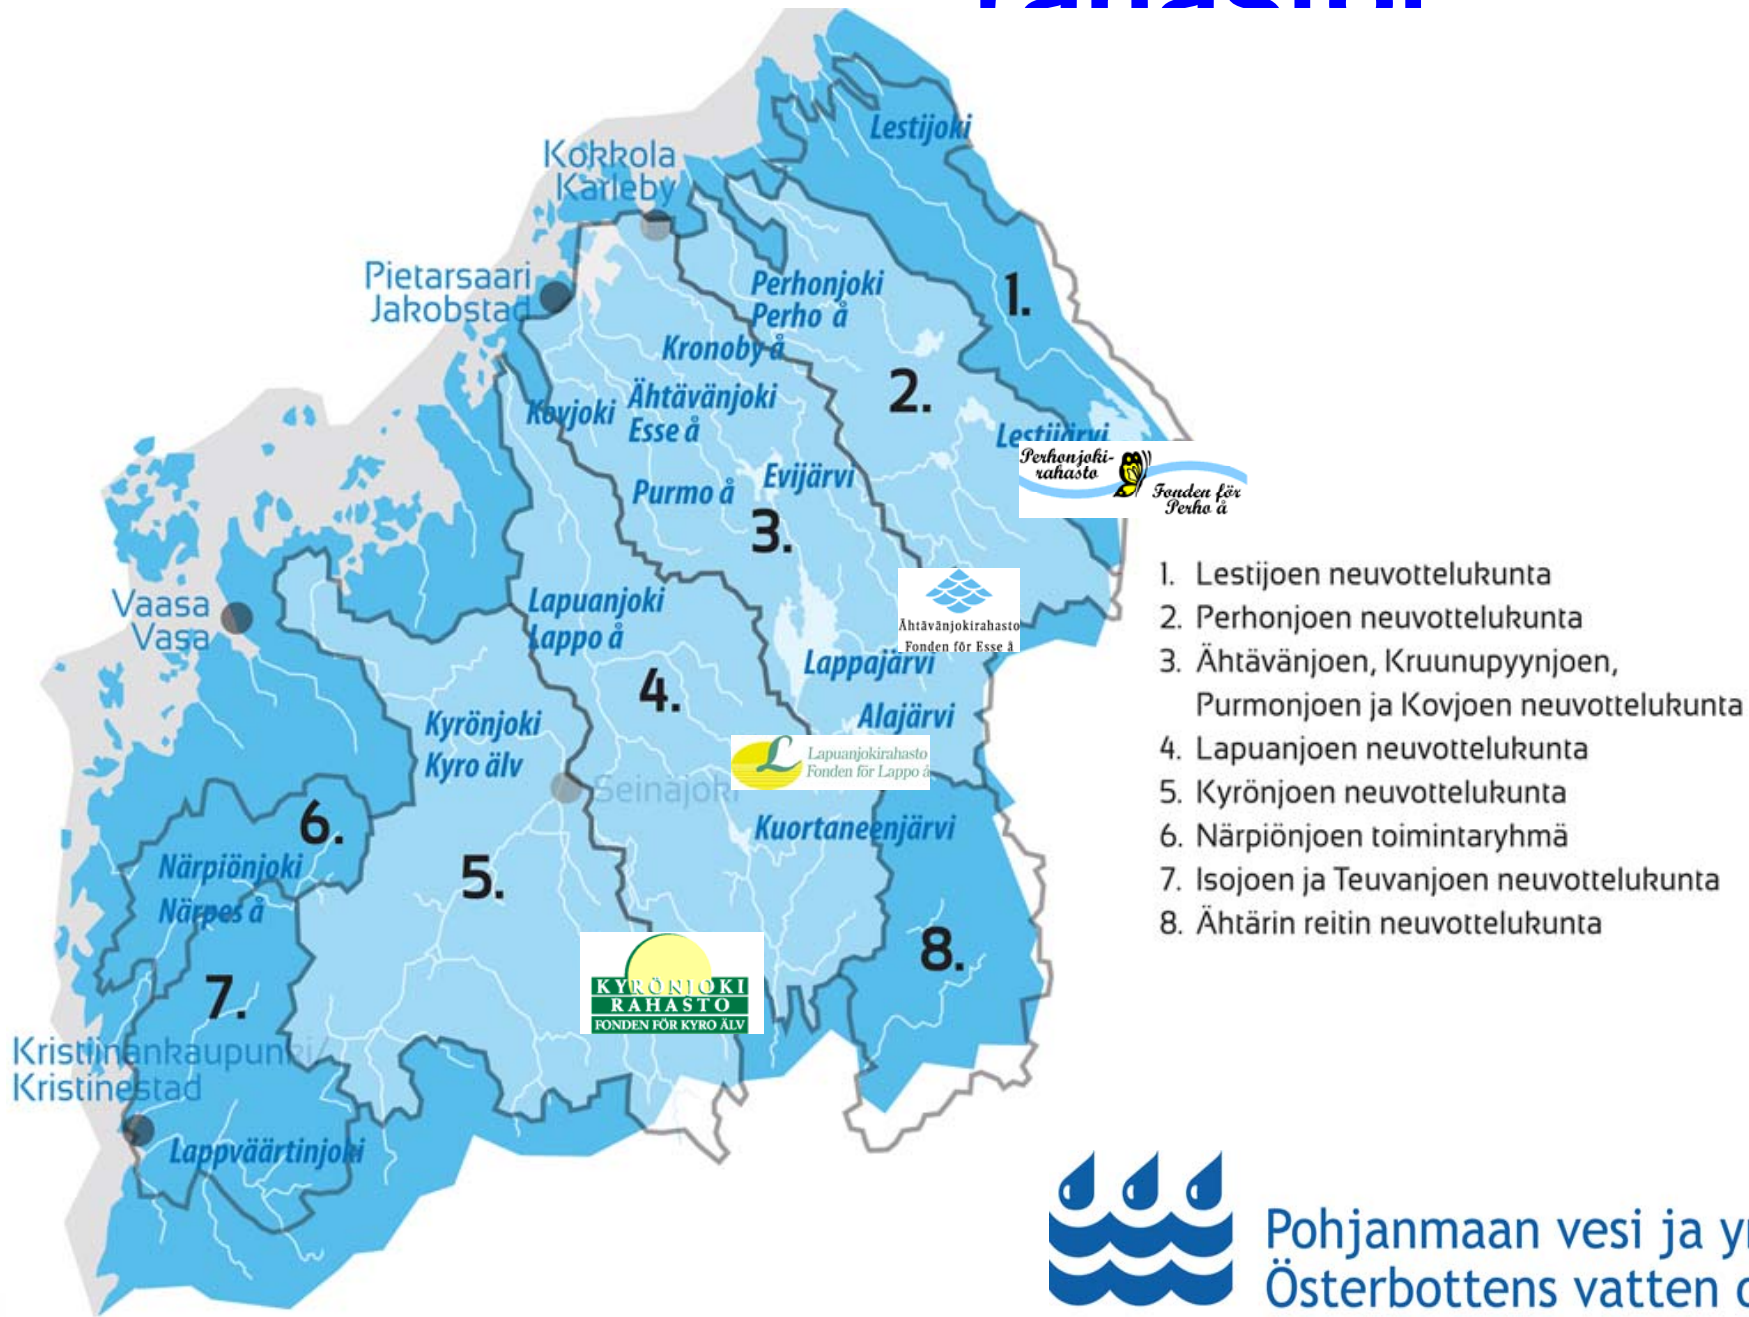 Lestijoki
Kokkola
Karleby
Pietarsaari
Jakobstad
Perhonjoki
Perho å
1.
Kronoby å
2.
Ähtävänjoki
Esse å
Kovjoki
Lestijärvi
Perhonjoki-
rahasto
Fonden för
Perho å
Evijärvi
Purmo å
3.
Ähtävänjokirahasto
Fonden för Esse å
Vaasa
Vasa
Lapuanjoki
Lappo å
Lappajärvi
4.
Alajärvi
Kyrönjoki
Kyro älv
Lapuanjokirahasto
Fonden för Lappo å
Seinäjoki
6.
Kuortaneenjärvi
Närpiönjoki
Närpes å
5.
8.
7.
KYRÖNJOKI
RAHASTO
FONDEN FÖR KYRO ÄLV
Kristiinankaupunki/
Kristinestad
Lappväärtinjoki
1. Lestijoen neuvottelukunta
2. Perhonjoen neuvottelukunta
3. Ähtävänjoen, Kruunupyynjoen,
Purmonjoen ja Kovjoen neuvottelukunta
4. Lapuanjoen neuvottelukunta
5. Kyrönjoen neuvottelukunta
6. Närpiönjoen toimintaryhmä
7. Isojoen ja Teuvanjoen neuvottelukunta
8. Ähtärin reitin neuvottelukunta
Pohjanmaan vesi ja
Österbottens vatten